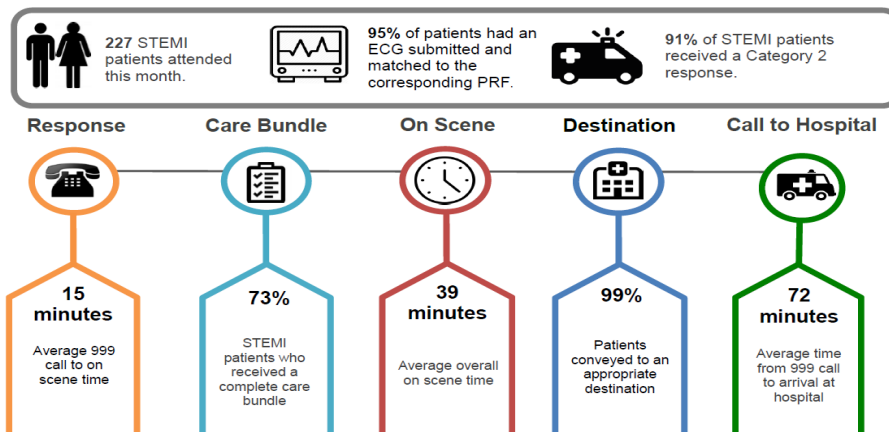 227 STEMI
patients attended
this month.
95% of patients had an
ECG submitted and
matched to the
corresponding PRF.
91% of STEMI patients
received a Category 2
response.
Response
Care Bundle
On Scene
Destination
Call to Hospital
15
minutes
Average 999
call to on
scene time
73%
STEMI
patients who
received a
complete care
bundle
39
minutes
Average overall
on scene time
99%
Patients
conveyed to an
appropriate
destination
72
minutes
Average time
from 999 call
to arrival at
hospital